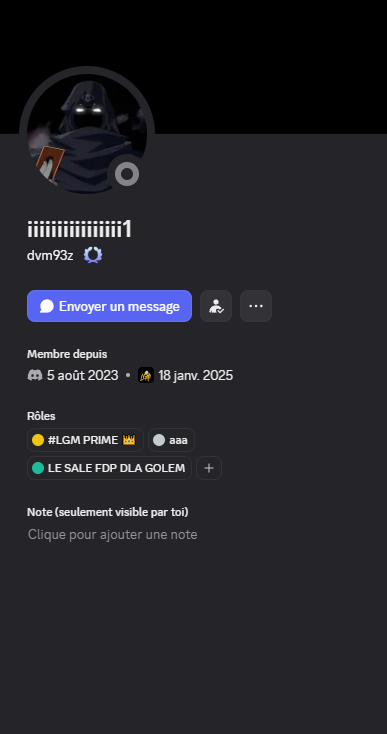 iiiiiiiiiiiiiiii1
dvm93z
Envoyer un message
Membre depuis
5 août 2023 • 18 janv. 2025
Rôles
#LGM PRIME 👑 aaa
LE SALE FDP DLA GOLEM +
Note (seulement visible par toi)
Clique pour ajouter une note